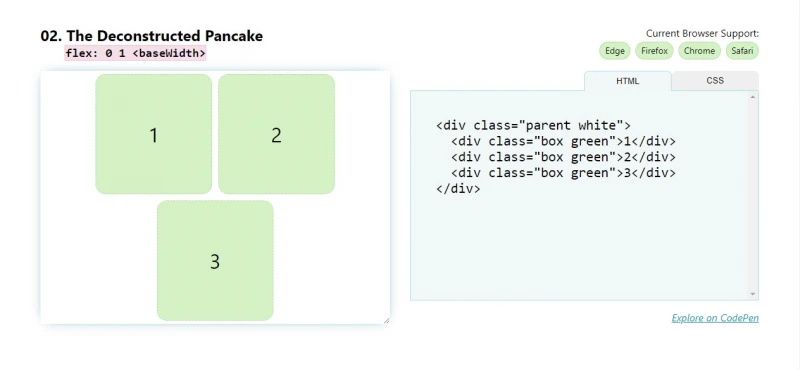 02. The Deconstructed Pancake
flex: 0 1 <baseWidth>
Current Browser Support:
Edge Firefox Chrome Safari
1
2
3
HTML CSS
<div class="parent white">
<div class="box green">1</div>
<div class="box green">2</div>
<div class="box green">3</div>
</div>
Explore on CodePen